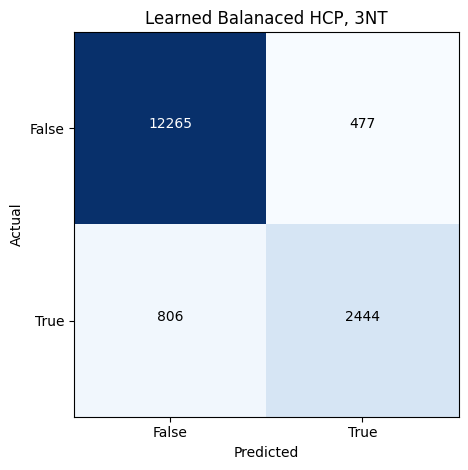 Learned Balanaced HCP, 3NT
Actual
False
12265
477
True
806
2444
False
True
Predicted